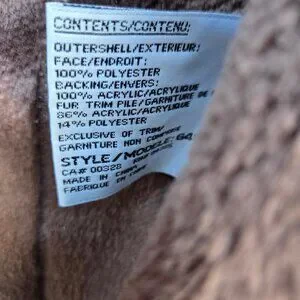 CONTENTS/CONTENU:
OUTERSHELL/EXTERIEUR:
FACE/ENDROIT:
100% POLYESTER
BACKING/ENVERS:
100% ACRYLIC/ACRYLIQUE
FUR TRIM PILE/GARNITURE DE
86% ACRYLIC/ACRYLIQUE
14% POLYESTER
EXCLUSIVE OF TRIM/
GARNITURE NON COMPRISE
STYLE/MODELE:
CA# 00328
MADE IN CHINA
FABRIQUE EN CHINE